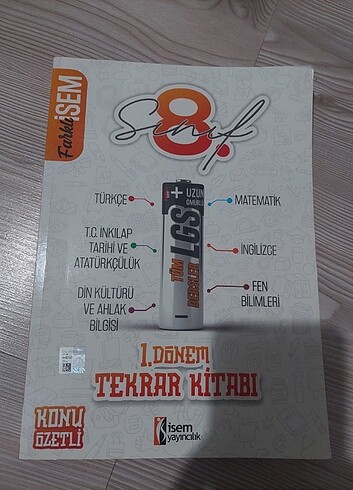 Farklı İSEM
8.
Sınıf
+ UZUN
ÖMÜRLÜ
TÜM
DERSLER
LGS
TÜRKÇE
T.C. İNKILAP
TARİHİ VE
ATATÜRKÇÜLÜK
DİN KÜLTÜRÜ
VE AHLAK
BİLGİSİ
MATEMATİK
İNGİLİZCE
FEN
BİLİMLERİ
1.DÖNEM
TEKRAR KİTABI
KONU
ÖZETLİ
isem
yayıncılık